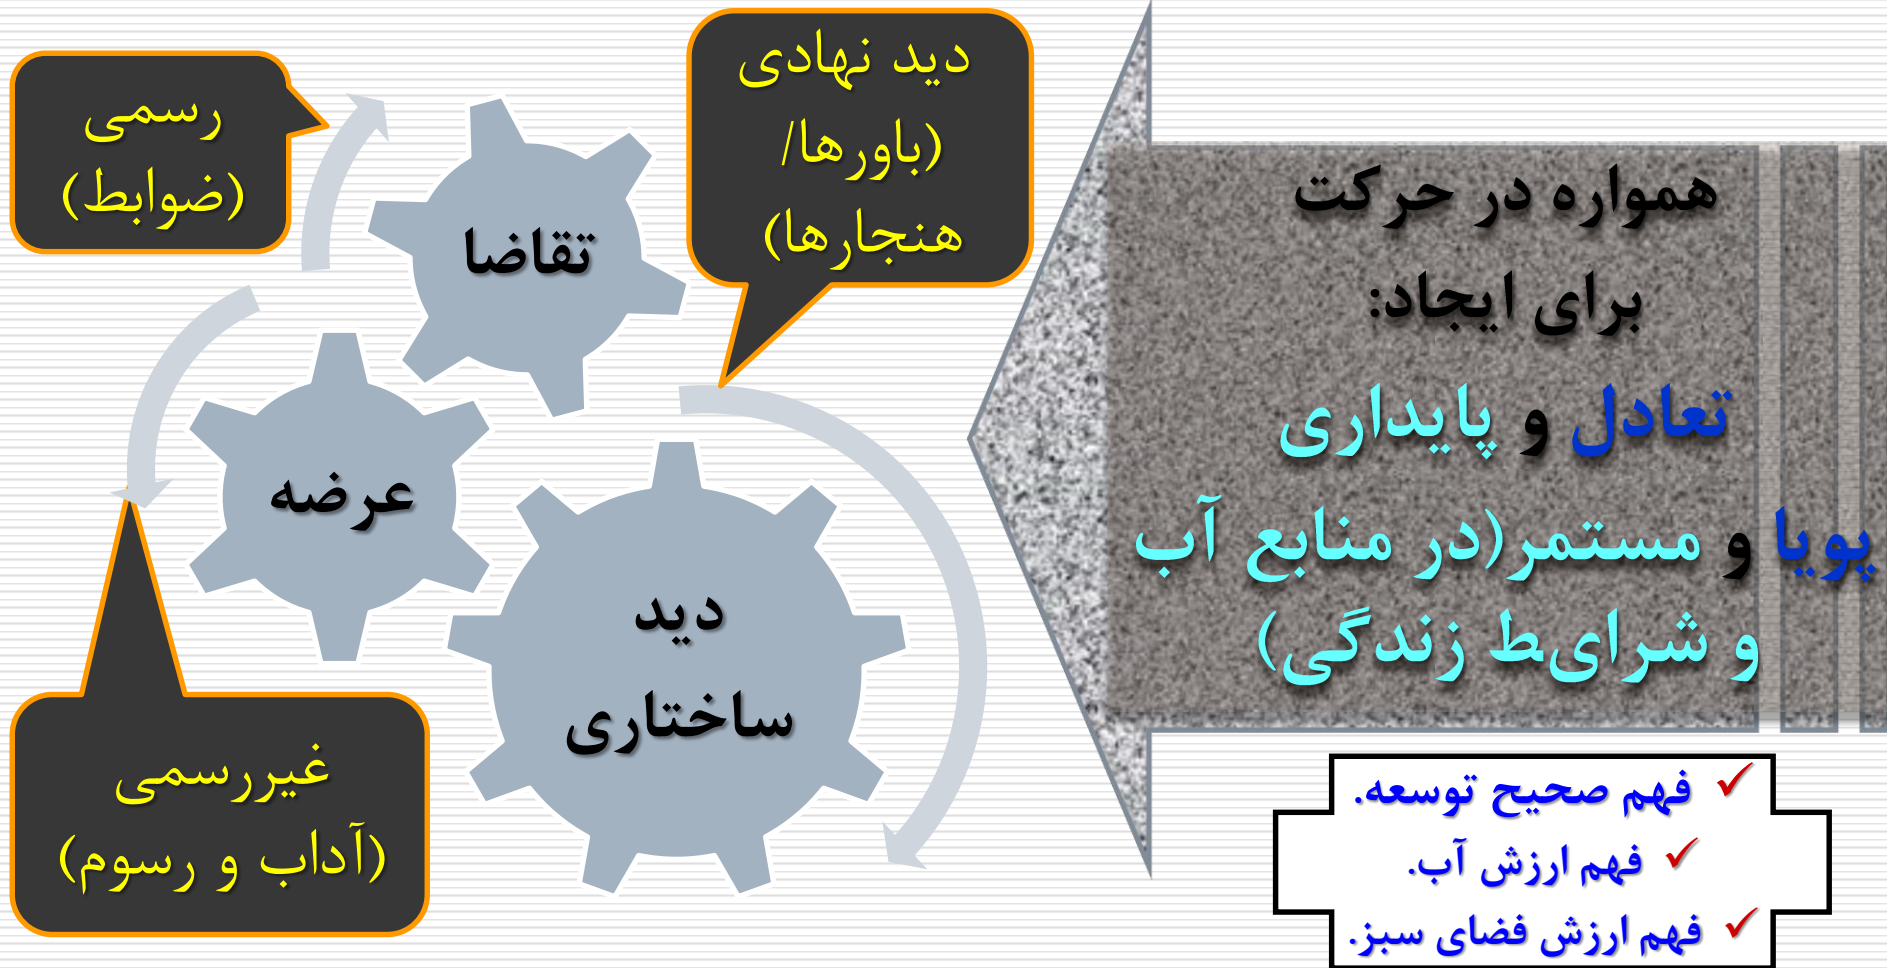 همواره در حرکت
برای ایجاد:
تعادل و پایداری
پویا و مستمر(در منابع آب
و شرایط زندگی)
✓ فهم صحیح توسعه.
✓ فهم ارزش آب.
✓ فهم ارزش فضای سبز.
دید نهادی
(باورها/
هنجارها)
رسمی
(ضوابط)
تقاضا
عرضه
دید
ساختاری
غیررسمی
(آداب و رسوم)